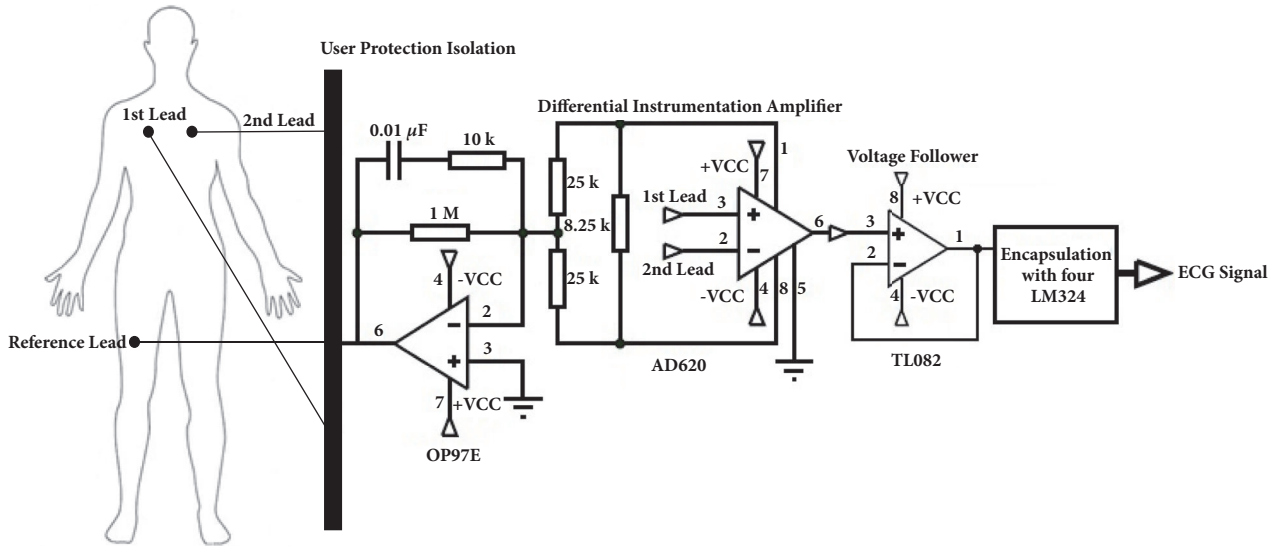 User Protection Isolation
1st Lead
2nd Lead
Reference Lead
0.01 μF
10 k
1 M
4
-VCC
6
2
3
7
+VCC
OP97E
Differential Instrumentation Amplifier
25 k
8.25 k
25 k
1st Lead
2nd Lead
+VCC
7
1
3
2
6
-VCC
4
8
5
AD620
Voltage Follower
8
+VCC
3
2
1
4
-VCC
TL082
Encapsulation
with four
LM324
ECG Signal